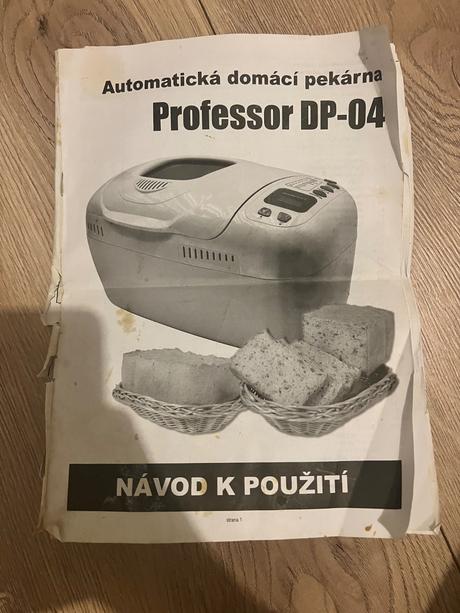 Automatická domácí pekárna
Professor DP-04
NÁVOD K POUŽITÍ
strana 1